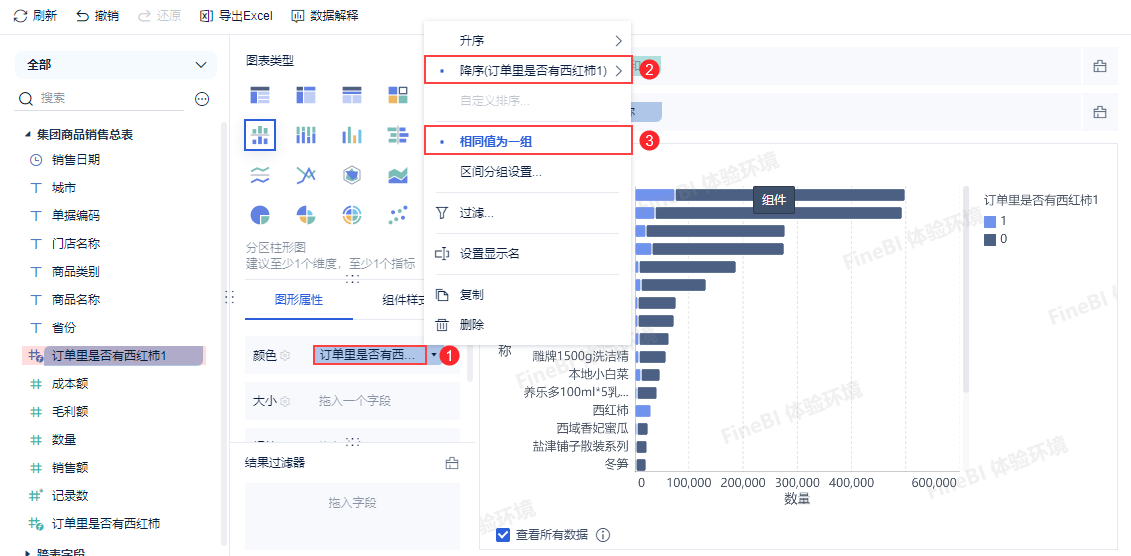 刷新
撤销
还原
导出Excel
数据解释
全部
搜索
集团商品销售总表
销售日期
城市
单据编码
门店名称
商品类别
商品名称
省份
订单里是否有西红柿1
成本额
毛利额
数量
销售额
记录数
订单里是否有西红柿
跨表字段
图表类型
分区柱形图
建议至少1个维度，至少1个指标
图形属性
组件样式
颜色
订单里是否有西...
1
大小
拖入一个字段
结果过滤器
拖入字段
升序
降序(订单里是否有西红柿1)
2
自定义排序...
相同值为一组
3
区间分组设置...
过滤...
设置显示名
复制
删除
组件
订单里是否有西红柿1
1
0
称
雕牌1500g洗洁精
本地小白菜
养乐多100ml*5乳...
西红柿
西域香妃蜜瓜
盐津铺子散装系列
冬笋
0
100,000
200,000
300,000
400,000
600,000
数量
查看所有数据
FineBI 体验环境
FineBI 体验环境
FineBI 体验环境
FineBI 体验环境